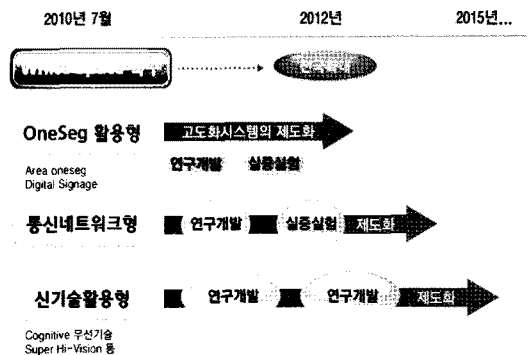 2010년 7월
2012년
2015년...
OneSeg 활용형
고도화시스템의 제도화
연구개발
실증실험
Area oneseg
Digital Signage
통신네트워크형
연구개발
실증실험
제도화
신기술활용형
연구개발
연구개발
제도화
Cognitive 무선기술
Super Hi-Vision 등